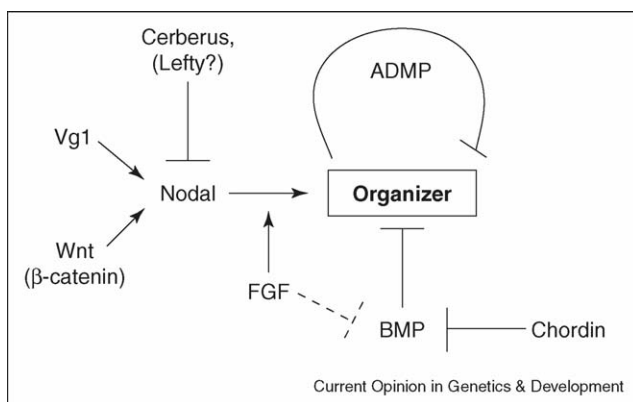 Cerberus,
(Lefty?)
ADMP
Vg1
Nodal
Organizer
Wnt
(β-catenin)
FGF
BMP
Chordin
Current Opinion in Genetics & Development